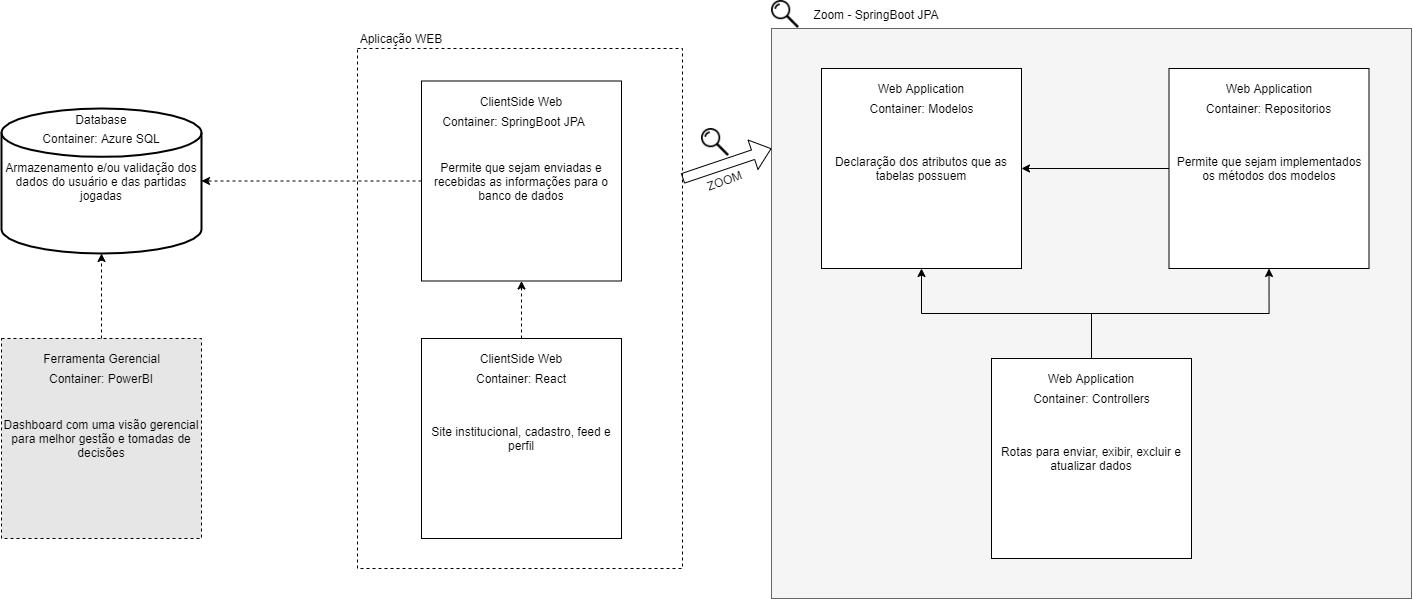 Zoom - SpringBoot JPA
Aplicação WEB
Database
Container: Azure SQL
Armazenamento e/ou validação dos
dados do usuário e das partidas
jogadas
Ferramenta Gerencial
Container: PowerBI
Dashboard com uma visão gerencial
para melhor gestão e tomadas de
decisões
ClientSide Web
Container: SpringBoot JPA
Permite que sejam enviadas e
recebidas as informações para o
banco de dados
ClientSide Web
Container: React
Site institucional, cadastro, feed e
perfil
ZOOM
Web Application
Container: Modelos
Declaração dos atributos que as
tabelas possuem
Web Application
Container: Repositorios
Permite que sejam implementados
os métodos dos modelos
Web Application
Container: Controllers
Rotas para enviar, exibir, excluir e
atualizar dados